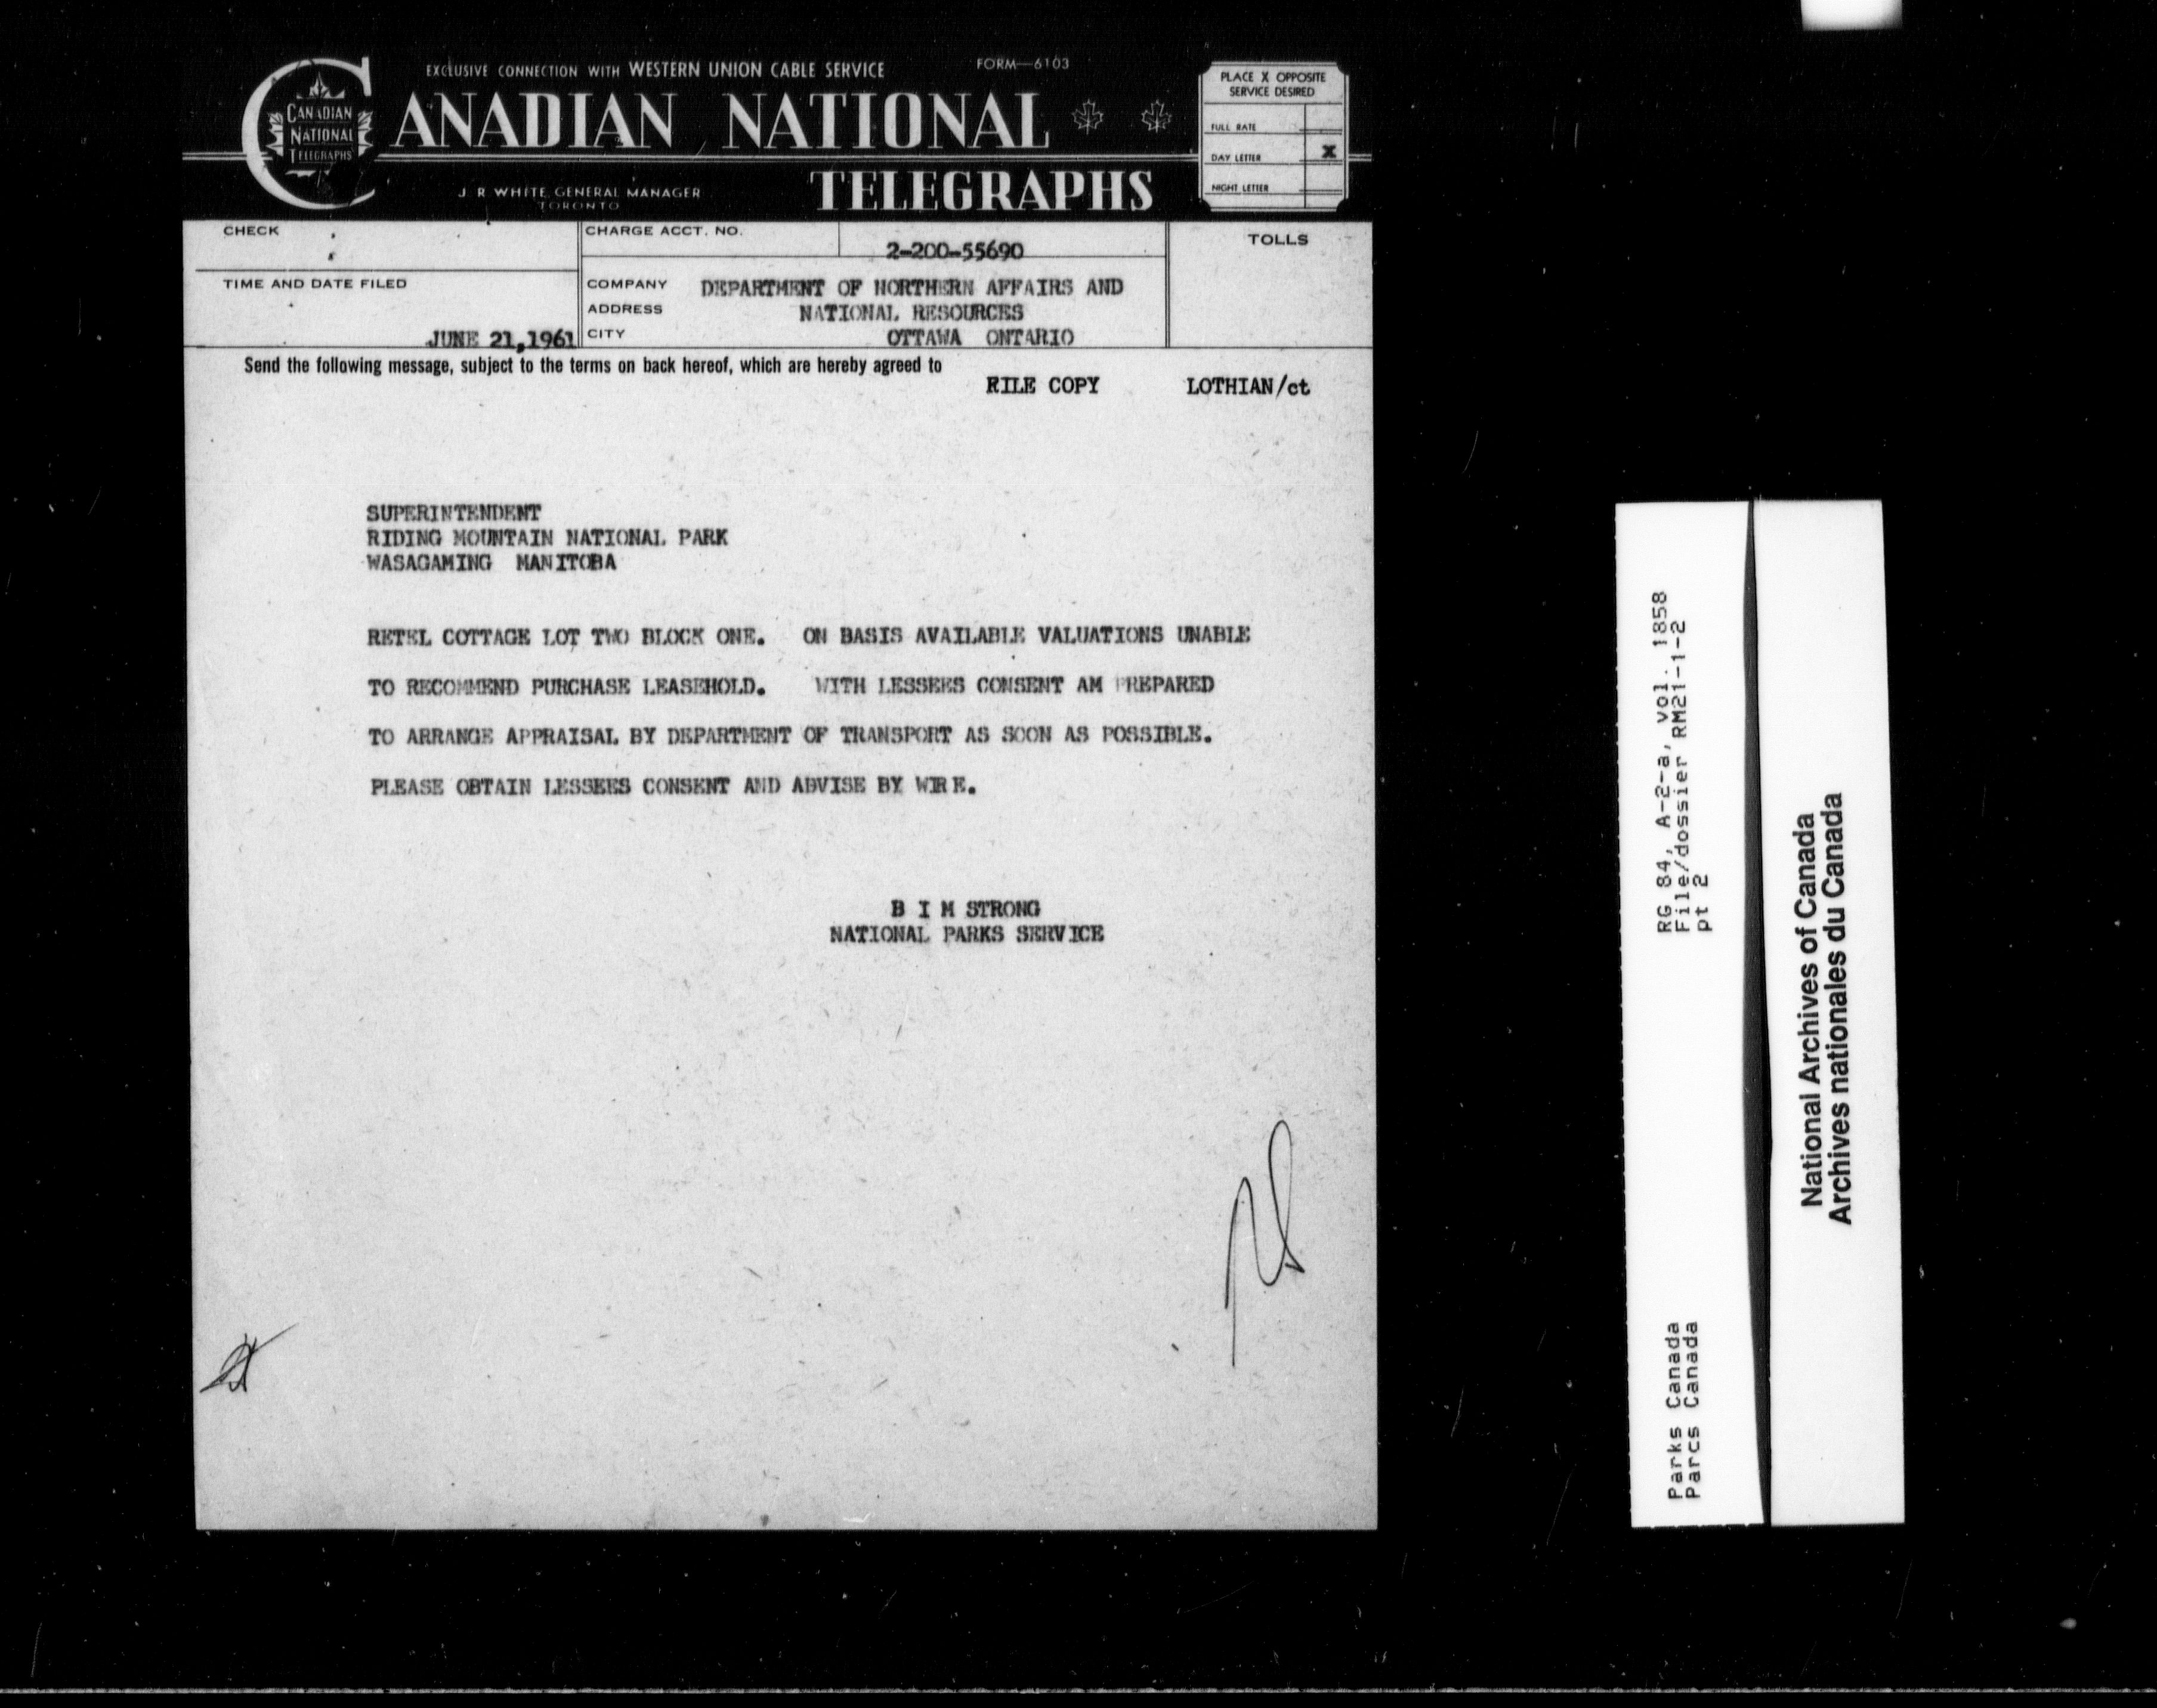 EXCLUSIVE CONNECTION WITH WESTERN UNION CABLE SERVICE
FORM—6103
CANADIAN NATIONAL
TELEGRAPHS
CANADIAN
NATIONAL
TELEGRAPHS
J. R. WHITE, GENERAL MANAGER
TORONTO
PLACE X OPPOSITE
SERVICE DESIRED
FULL RATE
DAY LETTER X
NIGHT LETTER
CHECK
CHARGE ACCT. NO.
2-200-55690
TOLLS
TIME AND DATE FILED
JUNE 21,1961
COMPANY DEPARTMENT OF NORTHERN AFFAIRS AND
ADDRESS NATIONAL RESOURCES
CITY OTTAWA ONTARIO
Send the following message, subject to the terms on back hereof, which are hereby agreed to
RILE COPY LOTHIAN/ct
SUPERINTENDENT
RIDING MOUNTAIN NATIONAL PARK
WASAGAMING MANITOBA
RETEL COTTAGE LOT TWO BLOCK ONE. ON BASIS AVAILABLE VALUATIONS UNABLE
TO RECOMMEND PURCHASE LEASEHOLD. WITH LESSEES CONSENT AM PREPARED
TO ARRANGE APPRAISAL BY DEPARTMENT OF TRANSPORT AS SOON AS POSSIBLE.
PLEASE OBTAIN LESSEES CONSENT AND ADVISE BY WIRE.
B I M STRONG
NATIONAL PARKS SERVICE
RG 84, A-2-a, vol. 1858
File/dossier RM21-1-2
pt 2
Parks Canada
Parcs Canada
National Archives of Canada
Archives nationales du Canada